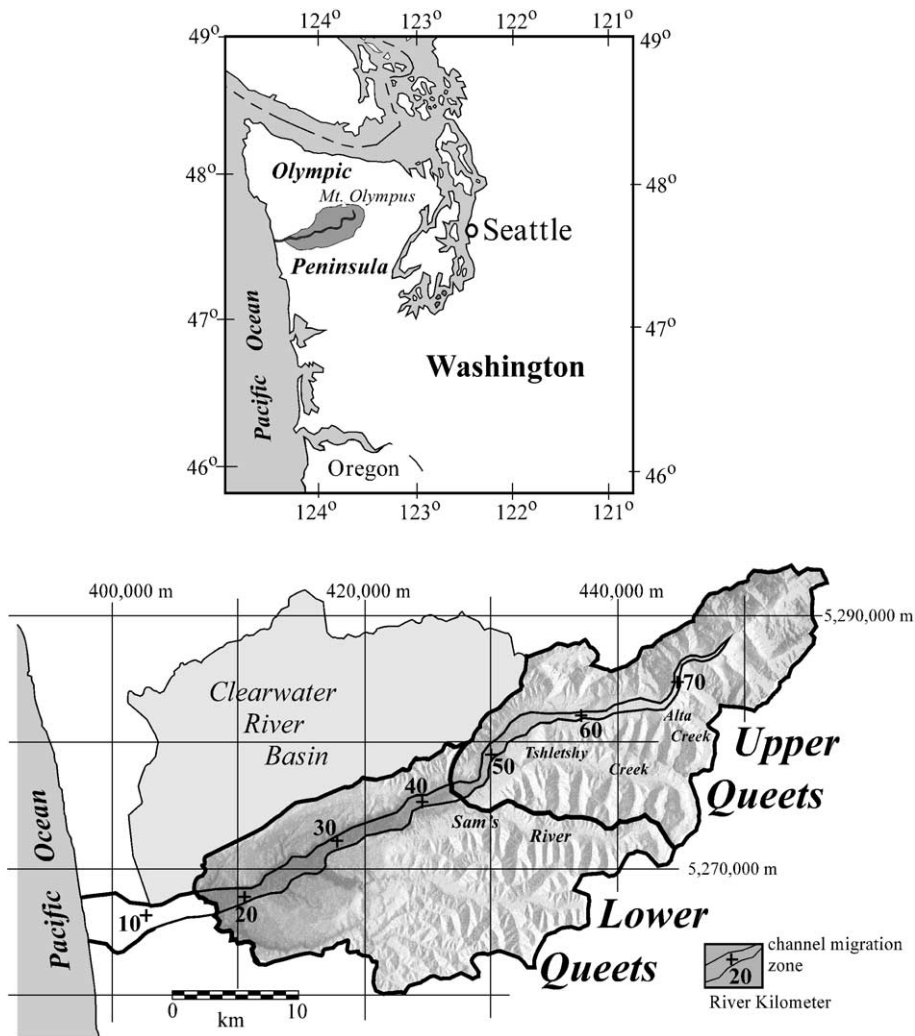 124° 123° 122° 121°
49° 49°
48° 48°
47° 47°
46° 46°
Olympic
Mt. Olympus
Peninsula
Seattle
Pacific Ocean
Washington
Oregon
124° 123° 122° 121°
400,000 m 420,000 m 440,000 m
5,290,000 m
Clearwater
River
Basin
70
Alta
Creek
60
Tshletshy
Creek
50
Upper
Queets
40
Sam's River
30
5,270,000 m
20
10
Pacific Ocean
Lower
Queets
0 10
km
channel migration
zone
20
River Kilometer